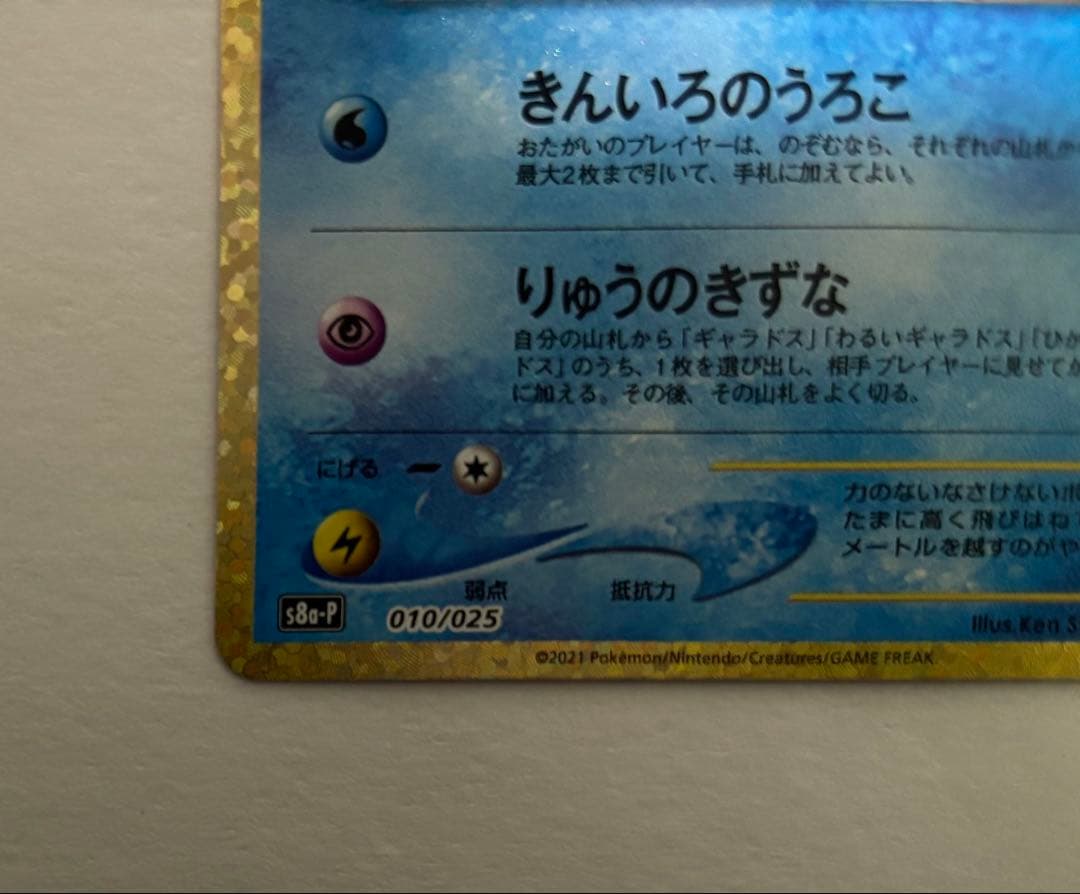 きんいろのうろこ
おたがいのプレイヤーは、のぞむなら、それぞれの山札か
最大2枚まで引いて、手札に加えてよい。
りゅうのきずな
自分の山札から「ギャラドス」「わるいギャラドス」「ひか
ドス」のうち、1枚を選び出し、相手プレイヤーに見せてか
に加える。その後、その山札をよく切る。
にげる
力のないなさけないポ
たまに高く飛びはね
メートルを越すのがや
弱点 抵抗力
s8a-P 010/025
Illus. Ken S
©2021 Pokémon/Nintendo/Creatures/GAME FREAK.